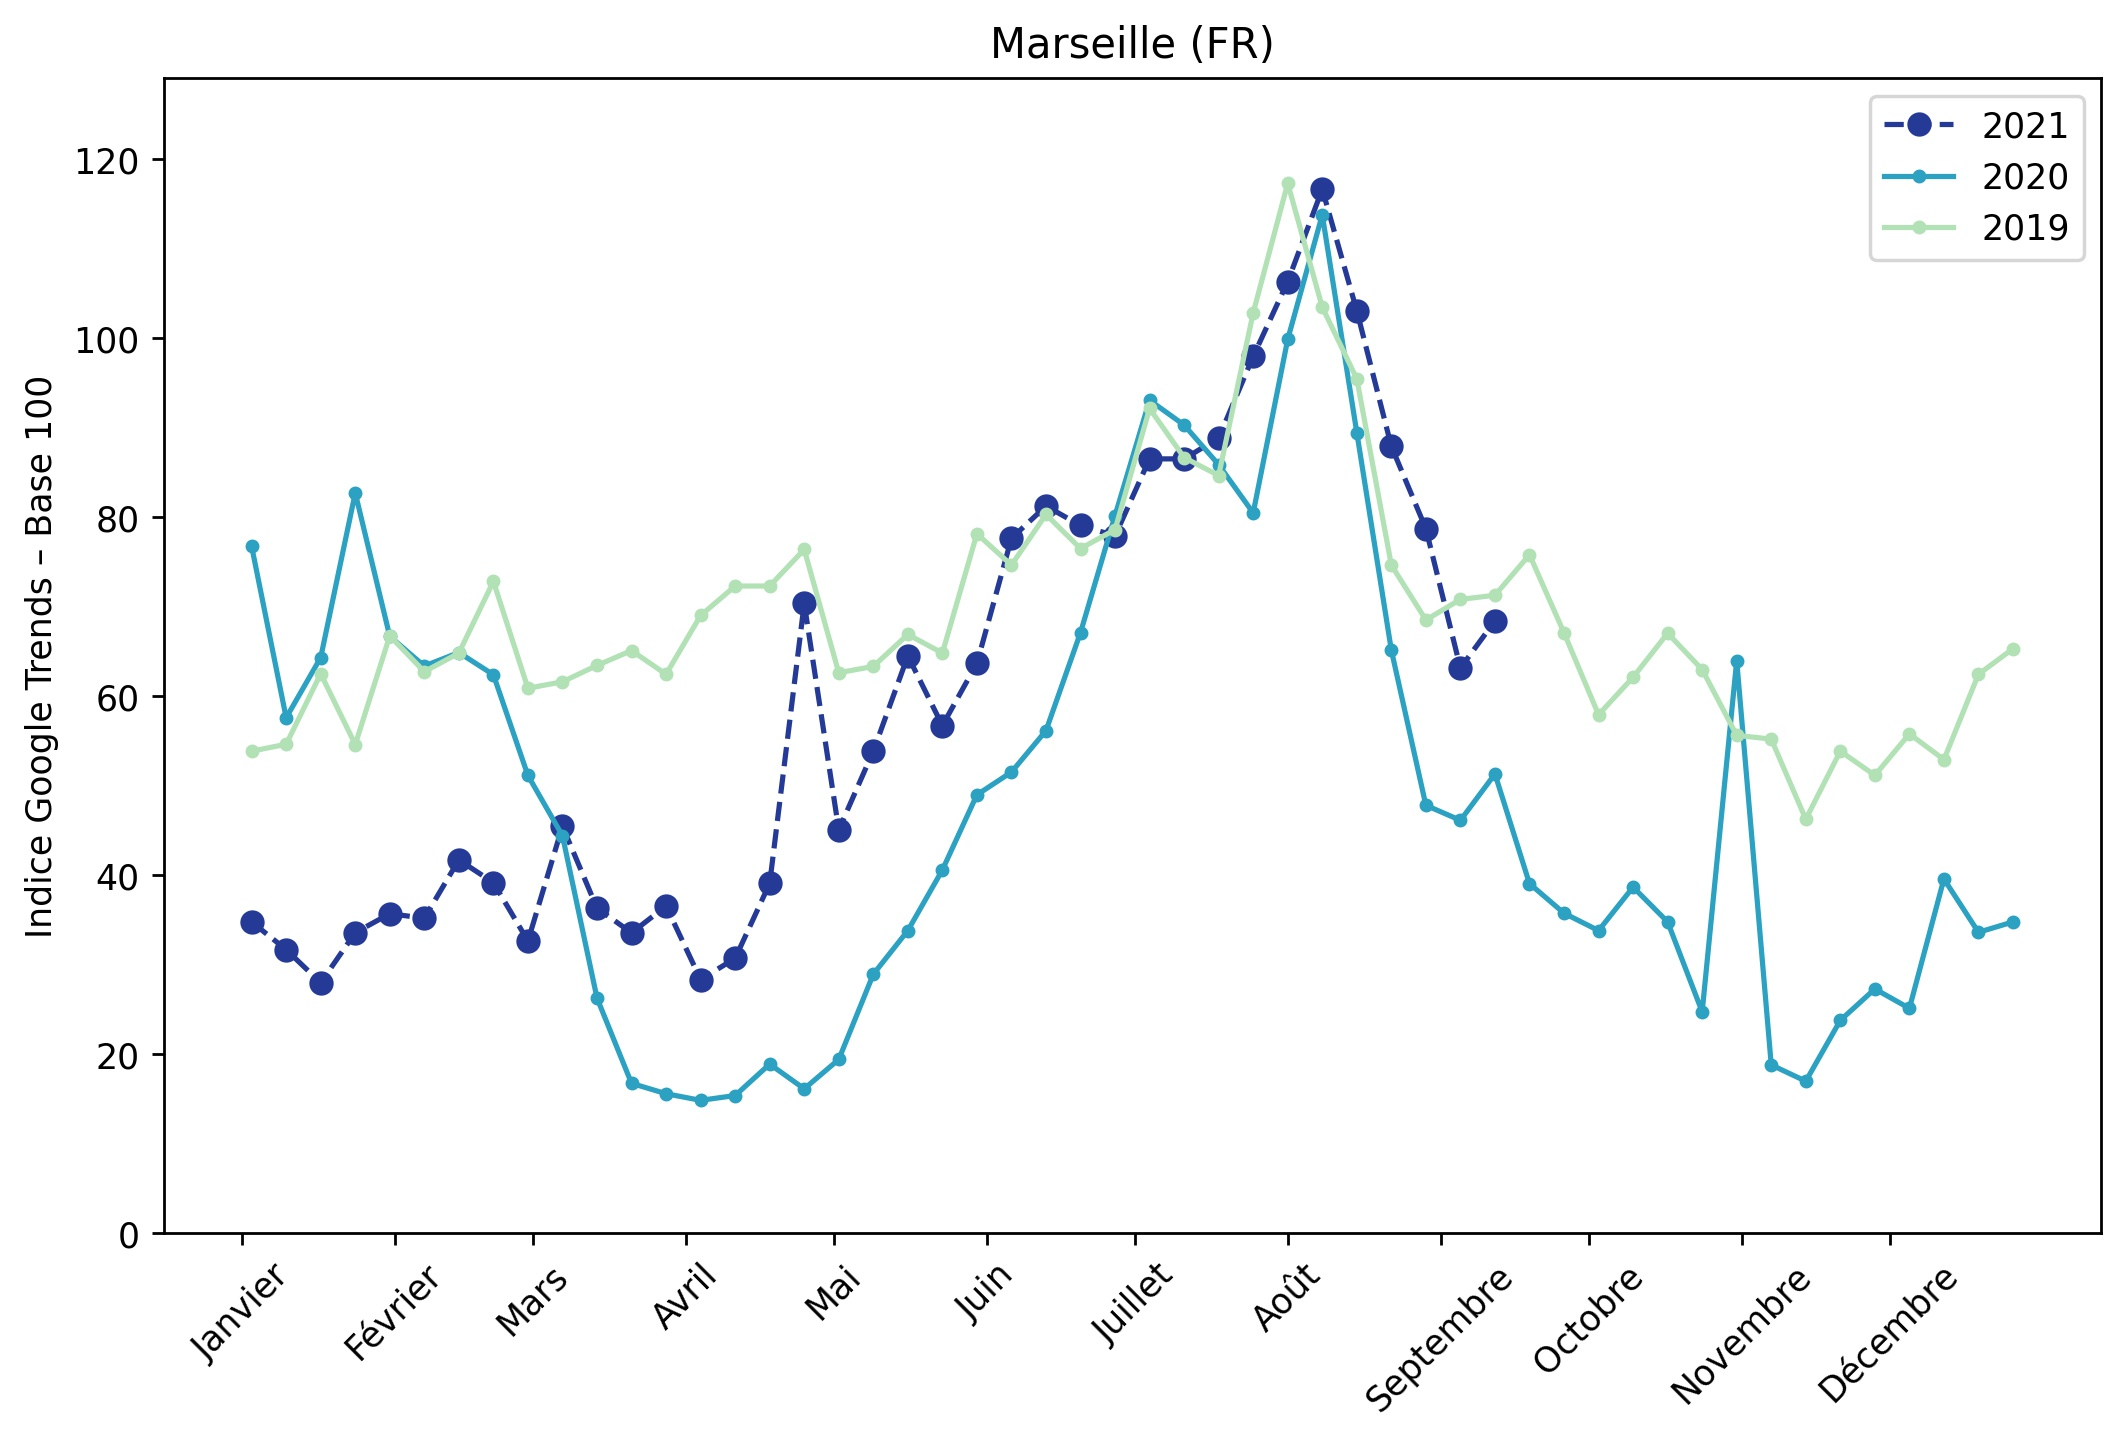 Marseille (FR)
2021
2020
2019
Indice Google Trends – Base 100
120
100
80
60
40
20
0
Janvier
Février
Mars
Avril
Mai
Juin
Juillet
Août
Septembre
Octobre
Novembre
Décembre